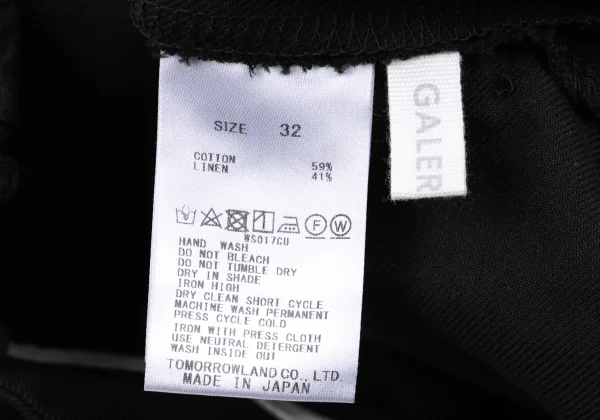 SIZE 32
COTTON 59%
LINEN 41%
F W
WS017GU
HAND WASH
DO NOT BLEACH
DO NOT TUMBLE DRY
DRY IN SHADE
IRON HIGH
DRY CLEAN SHORT CYCLE
MACHINE WASH PERMANENT
PRESS CYCLE COLD
IRON WITH PRESS CLOTH
USE NEUTRAL DETERGENT
WASH INSIDE OUT
TOMORROWLAND CO., LTD.
MADE IN JAPAN
GALER